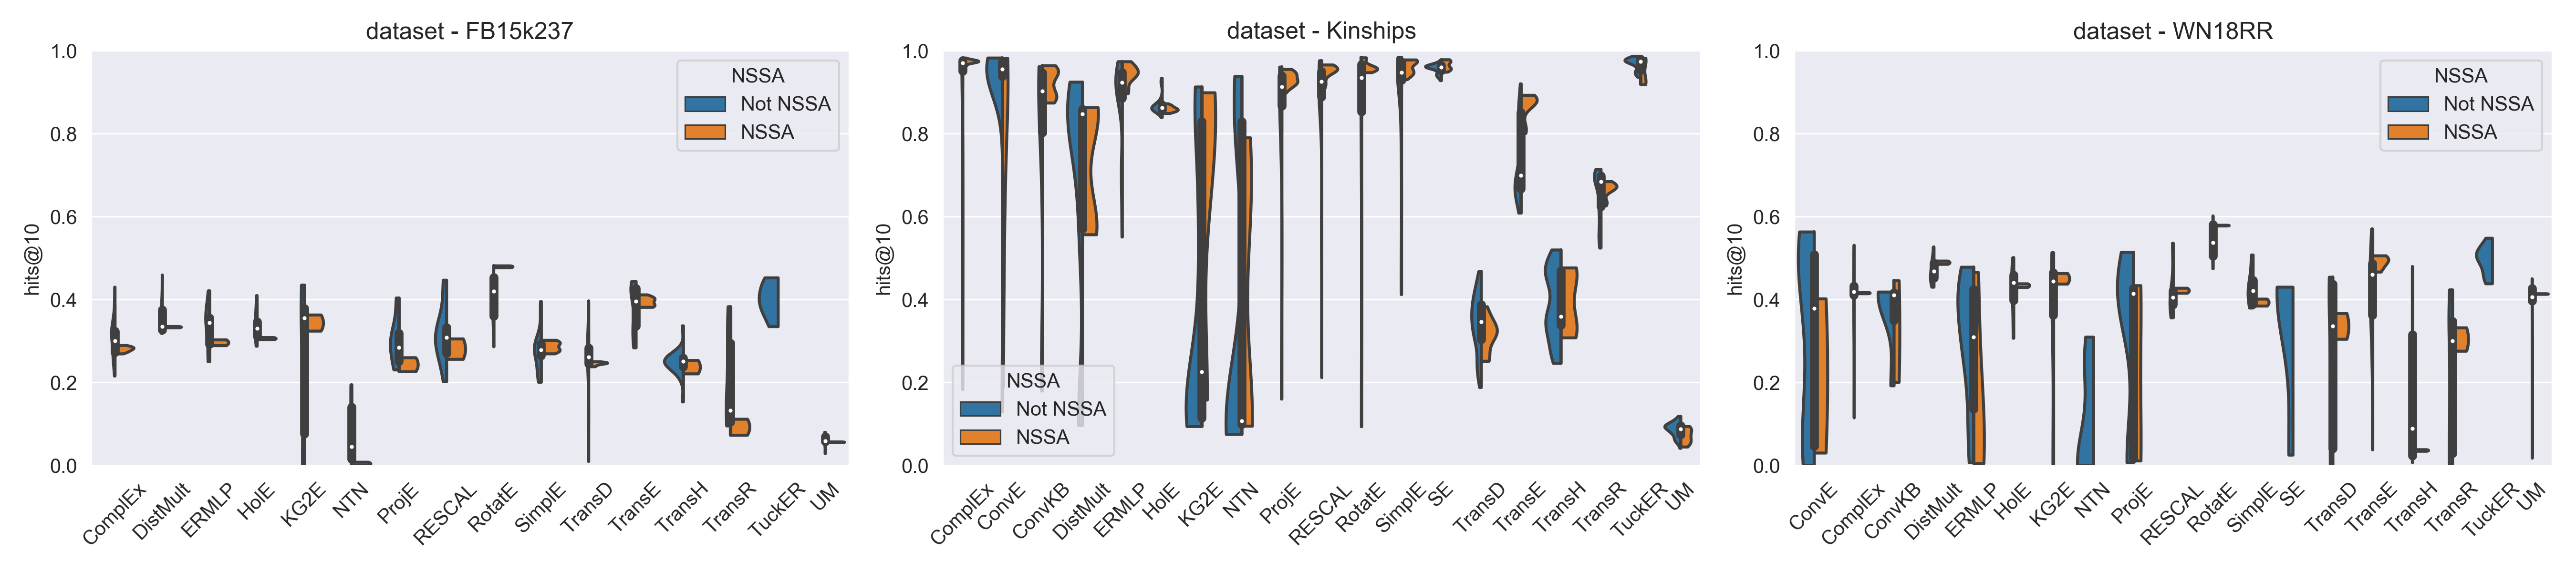 dataset - FB15k237
hits@10
1.0
0.8
0.6
0.4
0.2
0.0
NSSA
Not NSSA
NSSA
ComplEx
DistMult
ERMLP
HolE
KG2E
NTN
ProjE
RESCAL
RotatE
SimplE
TransD
TransE
TransH
TransR
TuckER
UM
dataset - Kinships
hits@10
1.0
0.8
0.6
0.4
0.2
0.0
NSSA
Not NSSA
NSSA
ComplEx
ConvE
ConvKB
DistMult
ERMLP
HolE
KG2E
NTN
ProjE
RESCAL
RotatE
SimplE
SE
TransD
TransE
TransH
TransR
TuckER
UM
dataset - WN18RR
hits@10
1.0
0.8
0.6
0.4
0.2
0.0
NSSA
Not NSSA
NSSA
ConvE
ComplEx
ConvKB
DistMult
ERMLP
HolE
KG2E
NTN
ProjE
RESCAL
RotatE
SimplE
SE
TransD
TransE
TransH
TransR
TuckER
UM